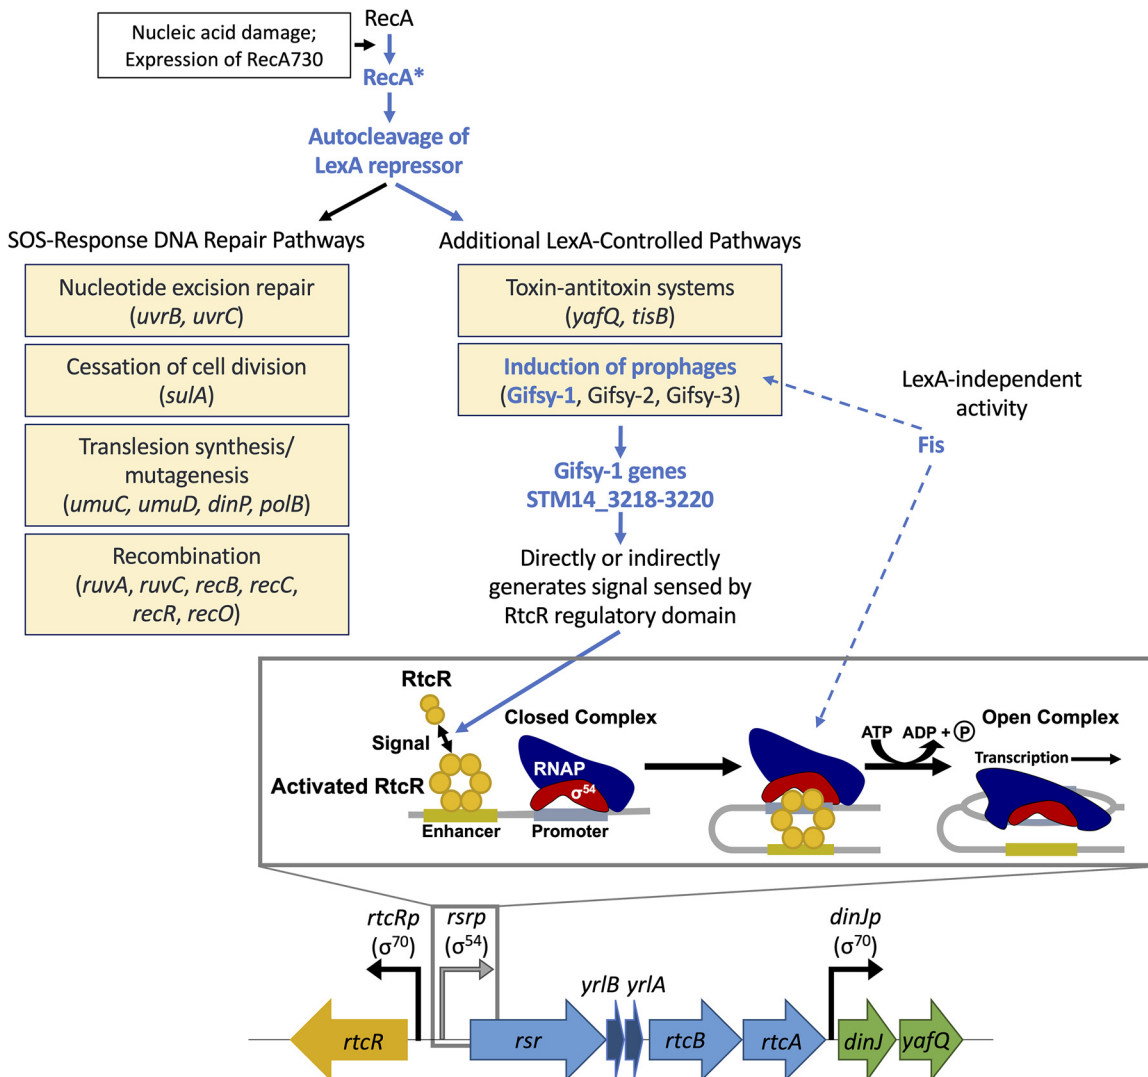 Nucleic acid damage;
Expression of RecA730
RecA
RecA*
Autocleavage of
LexA repressor
SOS-Response DNA Repair Pathways
Nucleotide excision repair
(uvrB, uvrC)
Cessation of cell division
(sulA)
Translesion synthesis/
mutagenesis
(umuC, umuD, dinP, polB)
Recombination
(ruvA, ruvC, recB, recC,
recR, recO)
Additional LexA-Controlled Pathways
Toxin-antitoxin systems
(yafQ, tisB)
Induction of prophages
(Gifsy-1, Gifsy-2, Gifsy-3)
Gifsy-1 genes
STM14_3218-3220
Directly or indirectly
generates signal sensed by
RtcR regulatory domain
LexA-independent
activity
Fis
RtcR
Signal
Activated RtcR
Enhancer
Closed Complex
RNAP
σ54
Promoter
ATP
ADP + P
Open Complex
Transcription
rtcRp
(σ70)
rsrp
(σ54)
dinJp
(σ70)
yrlB
yrlA
rtcR
rsr
rtcB
rtcA
dinJ
yafQ